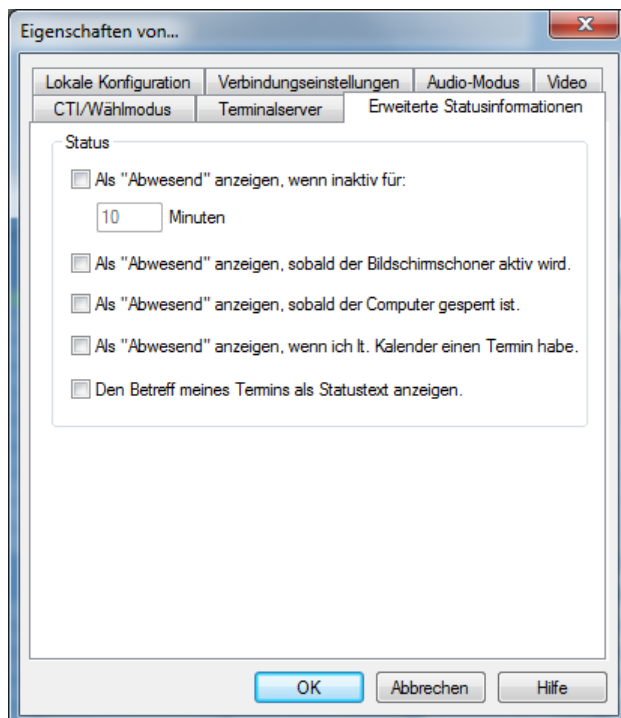 Eigenschaften von...
Lokale Konfiguration Verbindungseinstellungen Audio-Modus Video
CTI/Wählmodus Terminalserver Erweiterte Statusinformationen
Status
Als "Abwesend" anzeigen, wenn inaktiv für:
10 Minuten
Als "Abwesend" anzeigen, sobald der Bildschirmschoner aktiv wird.
Als "Abwesend" anzeigen, sobald der Computer gesperrt ist.
Als "Abwesend" anzeigen, wenn ich lt. Kalender einen Termin habe.
Den Betreff meines Termins als Statustext anzeigen.
OK Abbrechen Hilfe